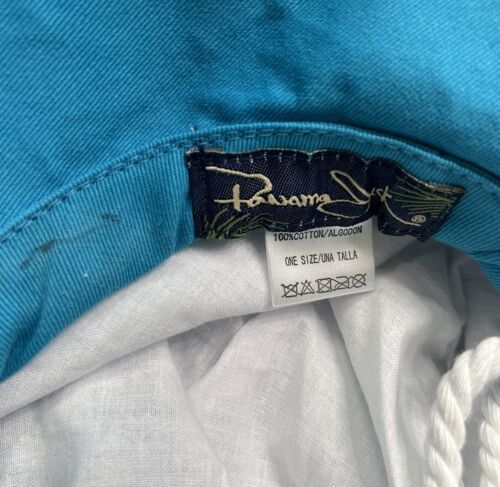 Panama Jack ®
100%COTTON/ALGODON
ONE SIZE/UNA TALLA